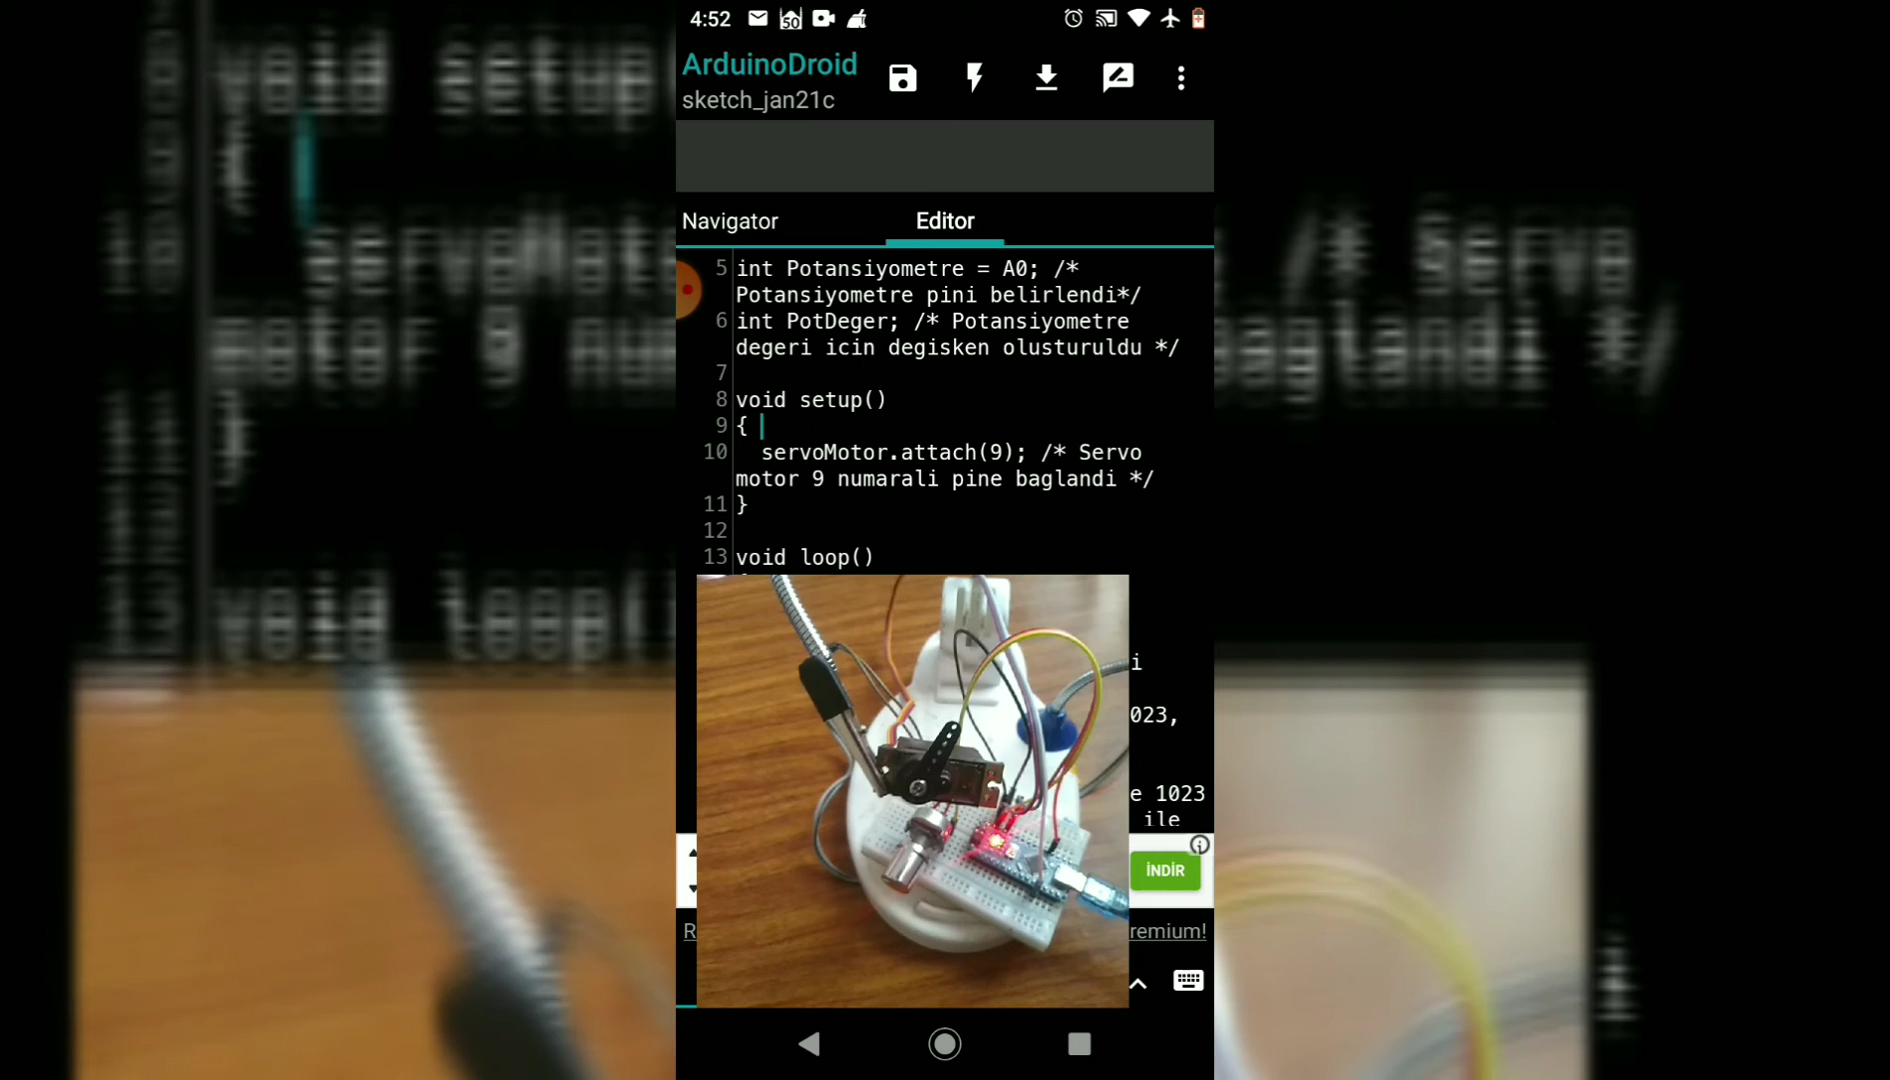 4:52
50
ArduinoDroid
sketch_jan21c
Navigator
Editor
5 int Potansiyometre = A0; /*
Potansiyometre pini belirlendi*/
6 int PotDeger; /* Potansiyometre
degeri icin degisken olusturuldu */
7
8 void setup()
9 {
10 servoMotor.attach(9); /* Servo
motor 9 numarali pine baglandi */
11 }
12
13 void loop()
i
023,
e 1023
ile
İNDİR
R
remium!